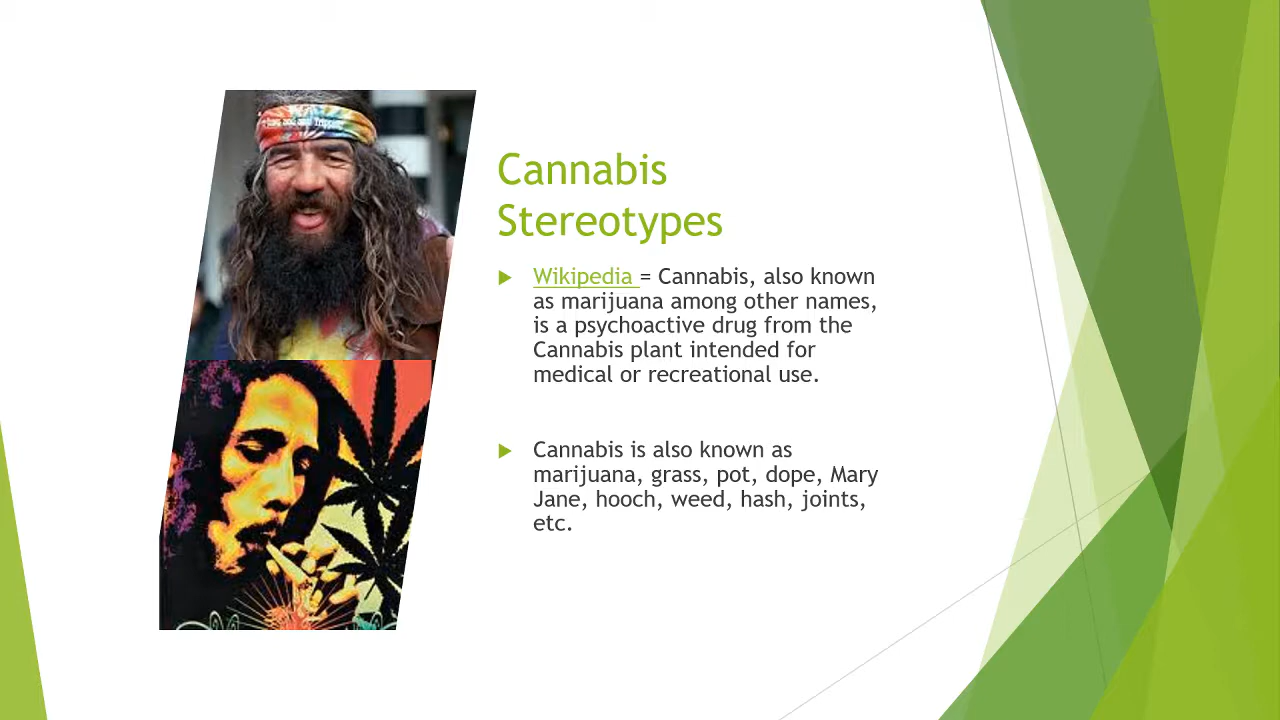 Cannabis
Stereotypes
Wikipedia = Cannabis, also known
as marijuana among other names,
is a psychoactive drug from the
Cannabis plant intended for
medical or recreational use.
Cannabis is also known as
marijuana, grass, pot, dope, Mary
Jane, hooch, weed, hash, joints,
etc.